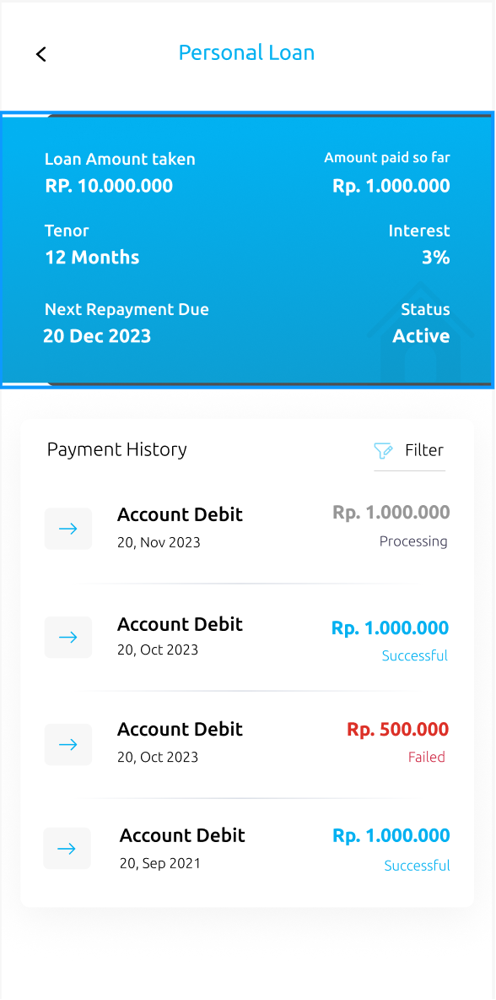 Personal Loan
Loan Amount taken
RP. 10.000.000
Amount paid so far
Rp. 1.000.000
Tenor
12 Months
Interest
3%
Next Repayment Due
20 Dec 2023
Status
Active
Payment History
Filter
Account Debit
20, Nov 2023
Rp. 1.000.000
Processing
Account Debit
20, Oct 2023
Rp. 1.000.000
Successful
Account Debit
20, Oct 2023
Rp. 500.000
Failed
Account Debit
20, Sep 2021
Rp. 1.000.000
Successful